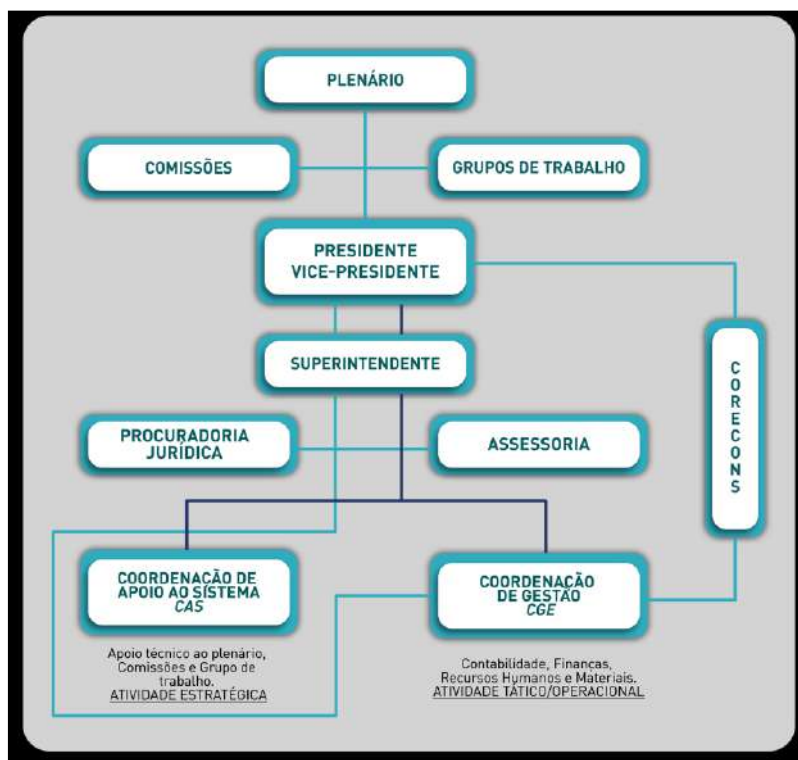 PLENÁRIO
COMISSÕES
GRUPOS DE TRABALHO
PRESIDENTE
VICE-PRESIDENTE
SUPERINTENDENTE
CORECONS
PROCURADORIA
JURÍDICA
ASSESSORIA
COORDENAÇÃO DE
APOIO AO SÍSTEMA
CAS
COORDENAÇÃO
DE GESTÃO
CGE
Apoio técnico ao plenário,
Comissões e Grupo de
trabalho.
ATIVIDADE ESTRATÉGICA
Contabilidade, Finanças,
Recursos Humanos e Materiais.
ATIVIDADE TÁTICO/OPERACIONAL